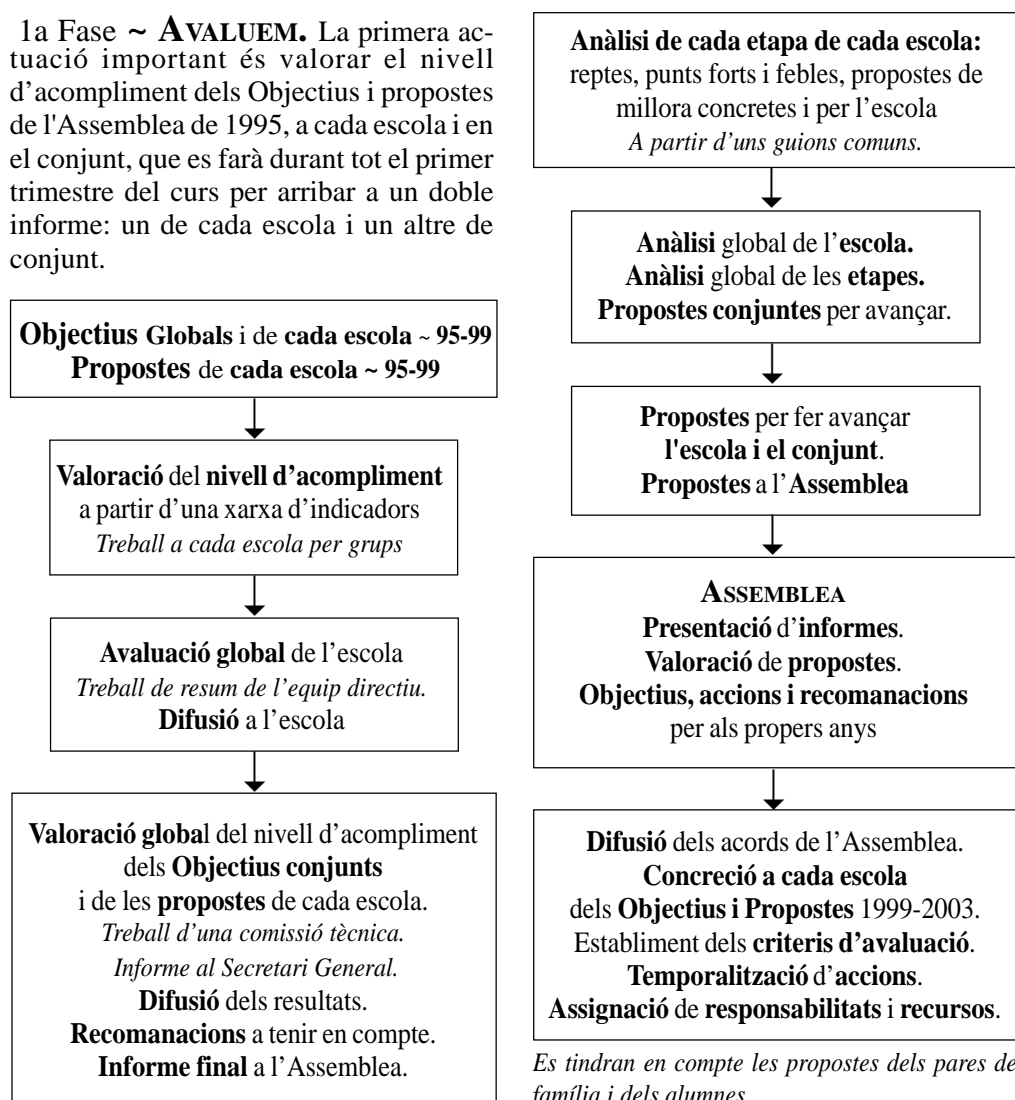 1a Fase ~ AVALUEM. La primera ac-
tuació important és valorar el nivell
d’acompliment dels Objectius i propostes
de l'Assemblea de 1995, a cada escola i en
el conjunt, que es farà durant tot el primer
trimestre del curs per arribar a un doble
informe: un de cada escola i un altre de
conjunt.
Objectius Globals i de cada escola ~ 95-99
Propostes de cada escola ~ 95-99
Valoració del nivell d’acompliment
a partir d’una xarxa d’indicadors
Treball a cada escola per grups
Avaluació global de l’escola
Treball de resum de l’equip directiu.
Difusió a l’escola
Valoració global del nivell d’acompliment
dels Objectius conjunts
i de les propostes de cada escola.
Treball d’una comissió tècnica.
Informe al Secretari General.
Difusió dels resultats.
Recomanacions a tenir en compte.
Informe final a l’Assemblea.
Anàlisi de cada etapa de cada escola:
reptes, punts forts i febles, propostes de
millora concretes i per l’escola
A partir d’uns guions comuns.
Anàlisi global de l’escola.
Anàlisi global de les etapes.
Propostes conjuntes per avançar.
Propostes per fer avançar
l'escola i el conjunt.
Propostes a l’Assemblea
ASSEMBLEA
Presentació d’informes.
Valoració de propostes.
Objectius, accions i recomanacions
per als propers anys
Difusió dels acords de l’Assemblea.
Concreció a cada escola
dels Objectius i Propostes 1999-2003.
Establiment dels criteris d’avaluació.
Temporalització d’accions.
Assignació de responsabilitats i recursos.
Es tindran en compte les propostes dels pares de
família i dels alumnes